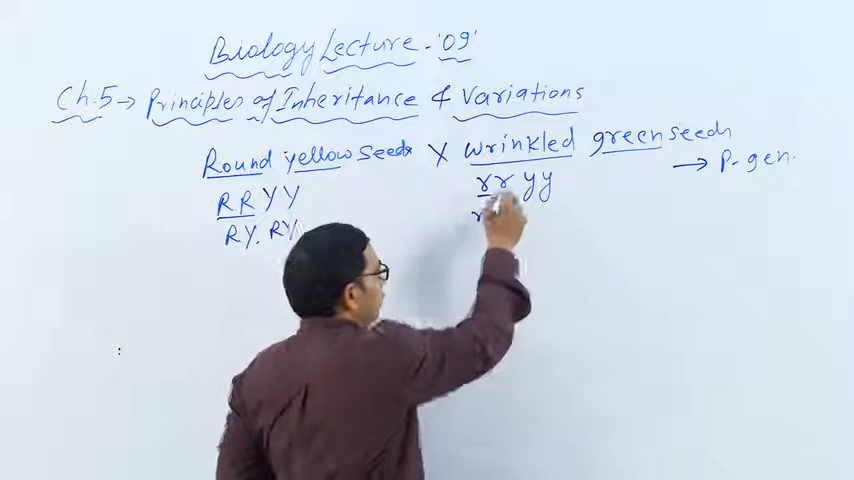 Biology Lecture - '09'
Ch.5 → Principles of Inheritance & Variations
Round yellow seeds X wrinkled green seeds
→ P-gen.
RRYY rryy
RY, RY r